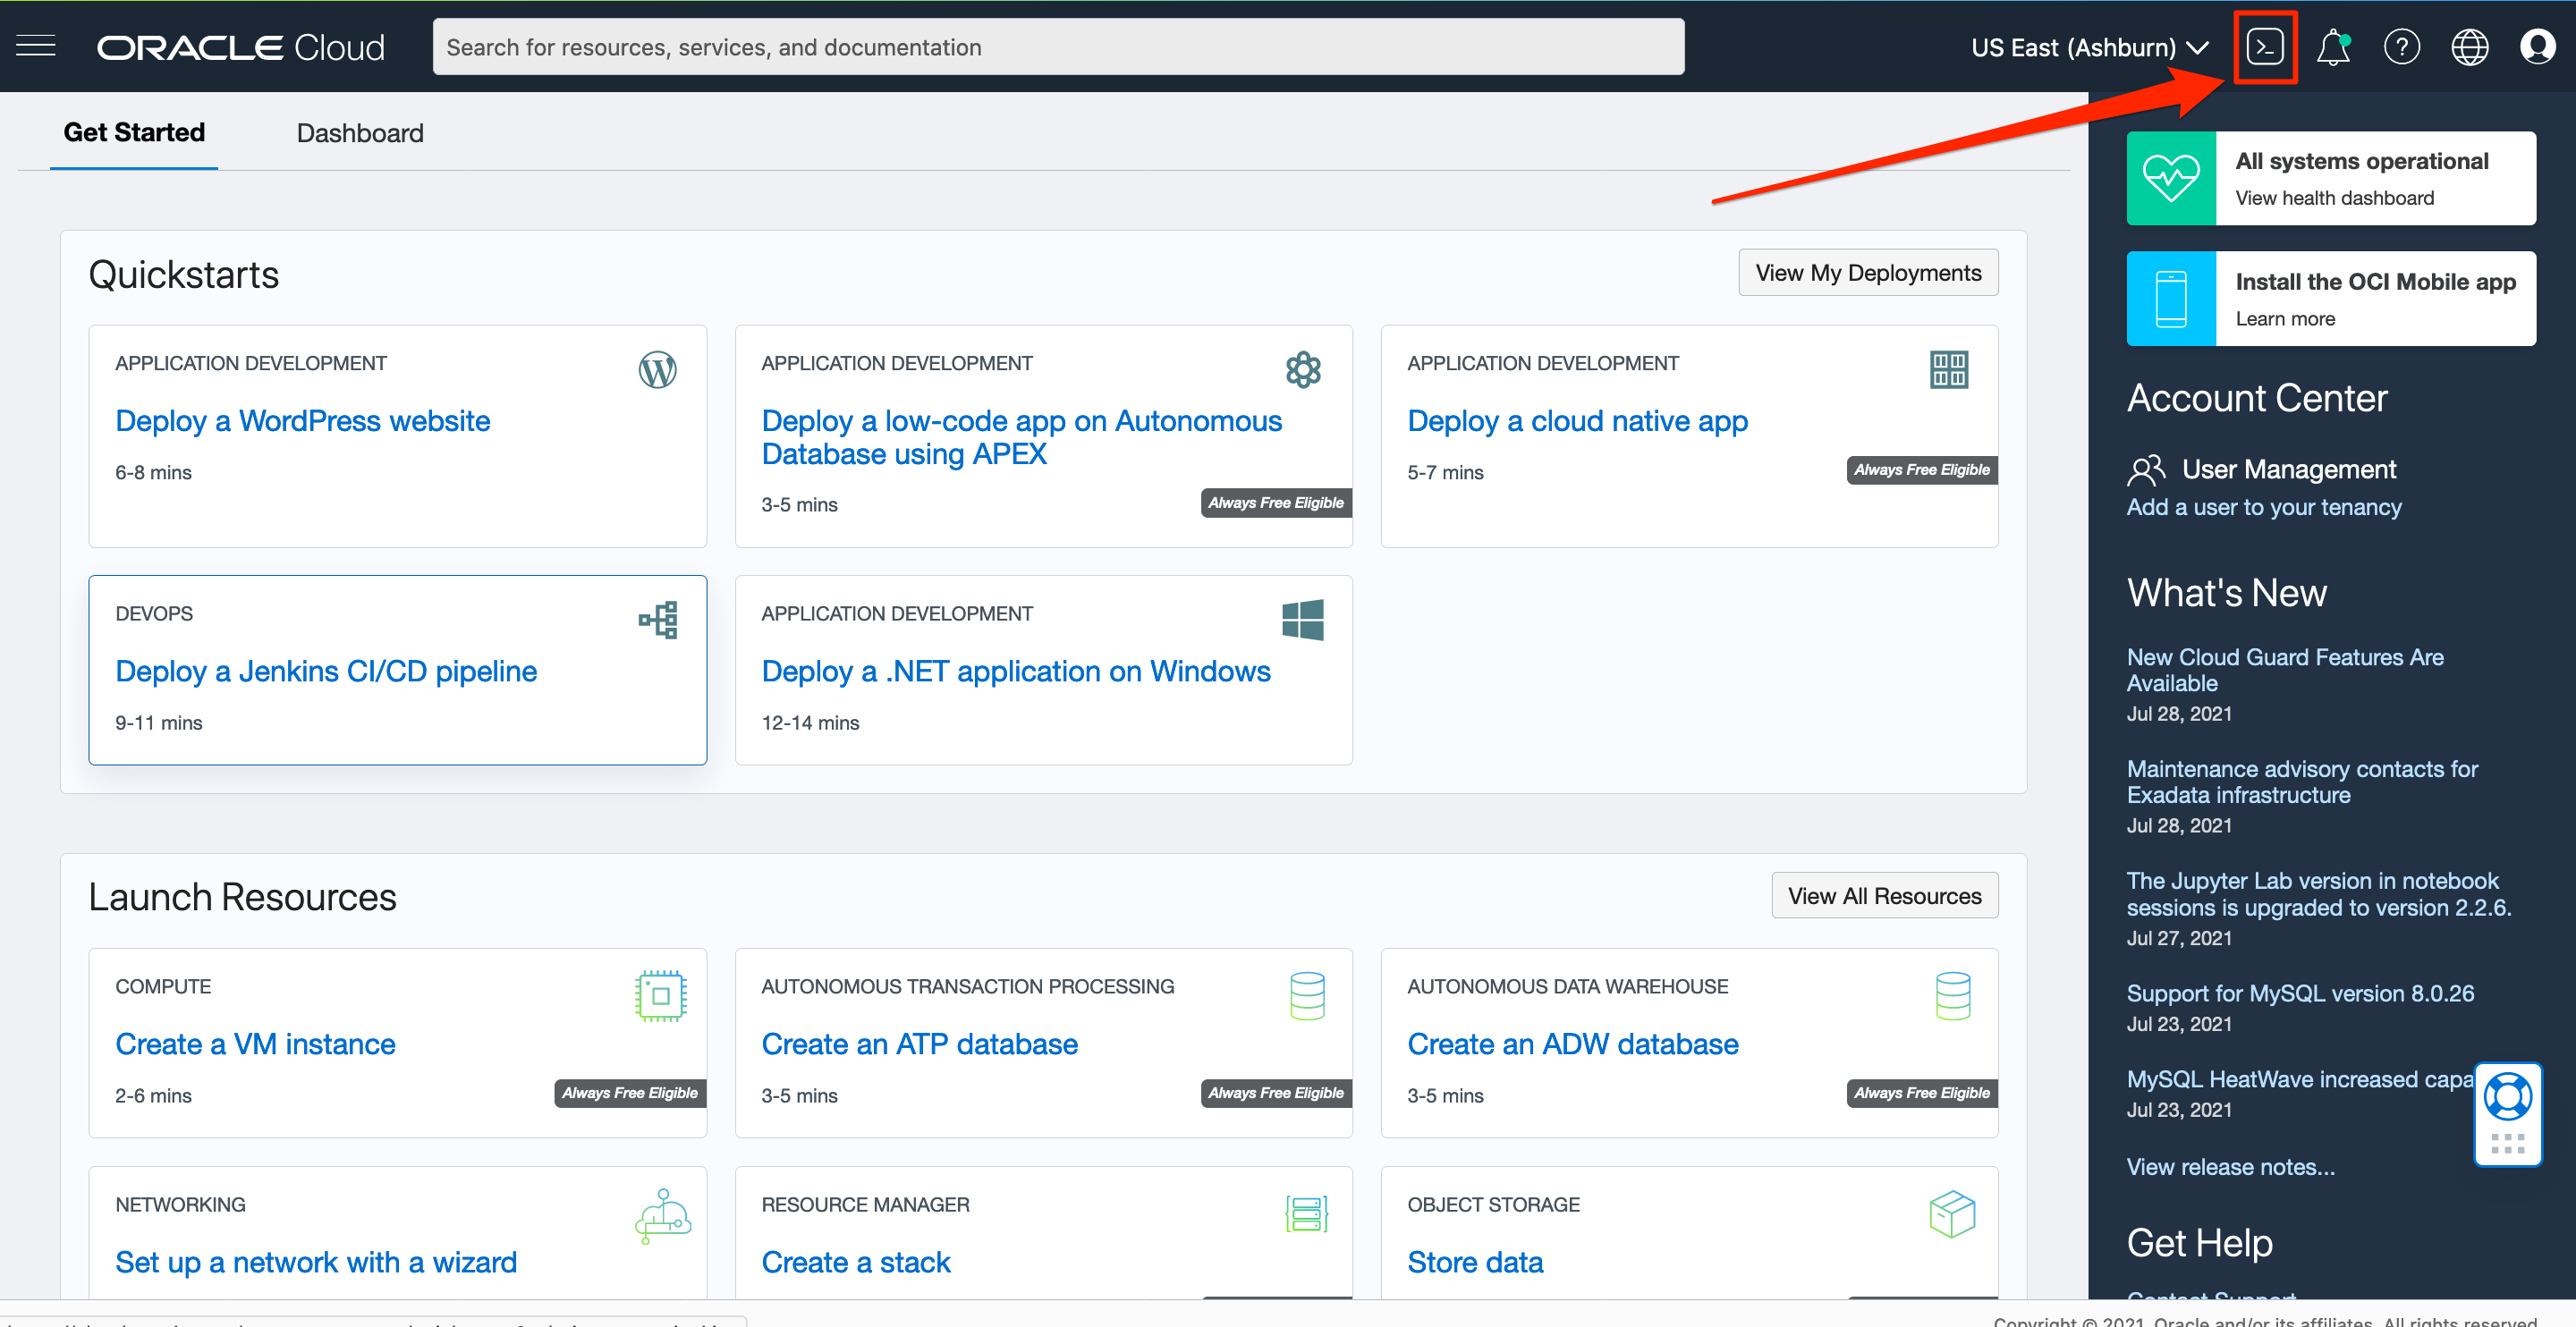 ORACLE Cloud
Search for resources, services, and documentation
US East (Ashburn)
Get Started
Dashboard
Quickstarts
View My Deployments
APPLICATION DEVELOPMENT
Deploy a WordPress website
6-8 mins
APPLICATION DEVELOPMENT
Deploy a low-code app on Autonomous
Database using APEX
3-5 mins
Always Free Eligible
APPLICATION DEVELOPMENT
Deploy a cloud native app
5-7 mins
Always Free Eligible
DEVOPS
Deploy a Jenkins CI/CD pipeline
9-11 mins
APPLICATION DEVELOPMENT
Deploy a .NET application on Windows
12-14 mins
Launch Resources
View All Resources
COMPUTE
Create a VM instance
2-6 mins
Always Free Eligible
AUTONOMOUS TRANSACTION PROCESSING
Create an ATP database
3-5 mins
Always Free Eligible
AUTONOMOUS DATA WAREHOUSE
Create an ADW database
3-5 mins
Always Free Eligible
NETWORKING
Set up a network with a wizard
RESOURCE MANAGER
Create a stack
OBJECT STORAGE
Store data
All systems operational
View health dashboard
Install the OCI Mobile app
Learn more
Account Center
User Management
Add a user to your tenancy
What's New
New Cloud Guard Features Are
Available
Jul 28, 2021
Maintenance advisory contacts for
Exadata infrastructure
Jul 28, 2021
The Jupyter Lab version in notebook
sessions is upgraded to version 2.2.6.
Jul 27, 2021
Support for MySQL version 8.0.26
Jul 23, 2021
MySQL HeatWave increased capa
Jul 23, 2021
View release notes...
Get Help
Contact Support
Copyright © 2021, Oracle and/or its affiliates. All rights reserved.